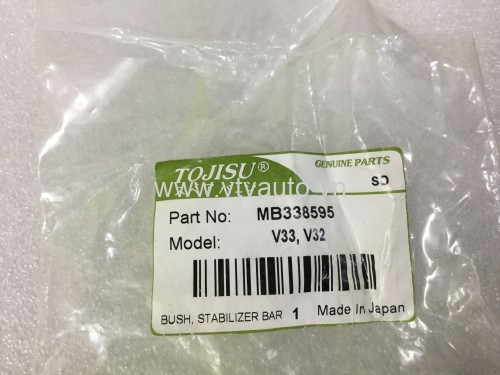 TOJISU®
GENUINE PARTS
www.vtvauto.vn
SD
Part No: MB338595
Model: V33, V32
BUSH, STABILIZER BAR 1 Made In Japan